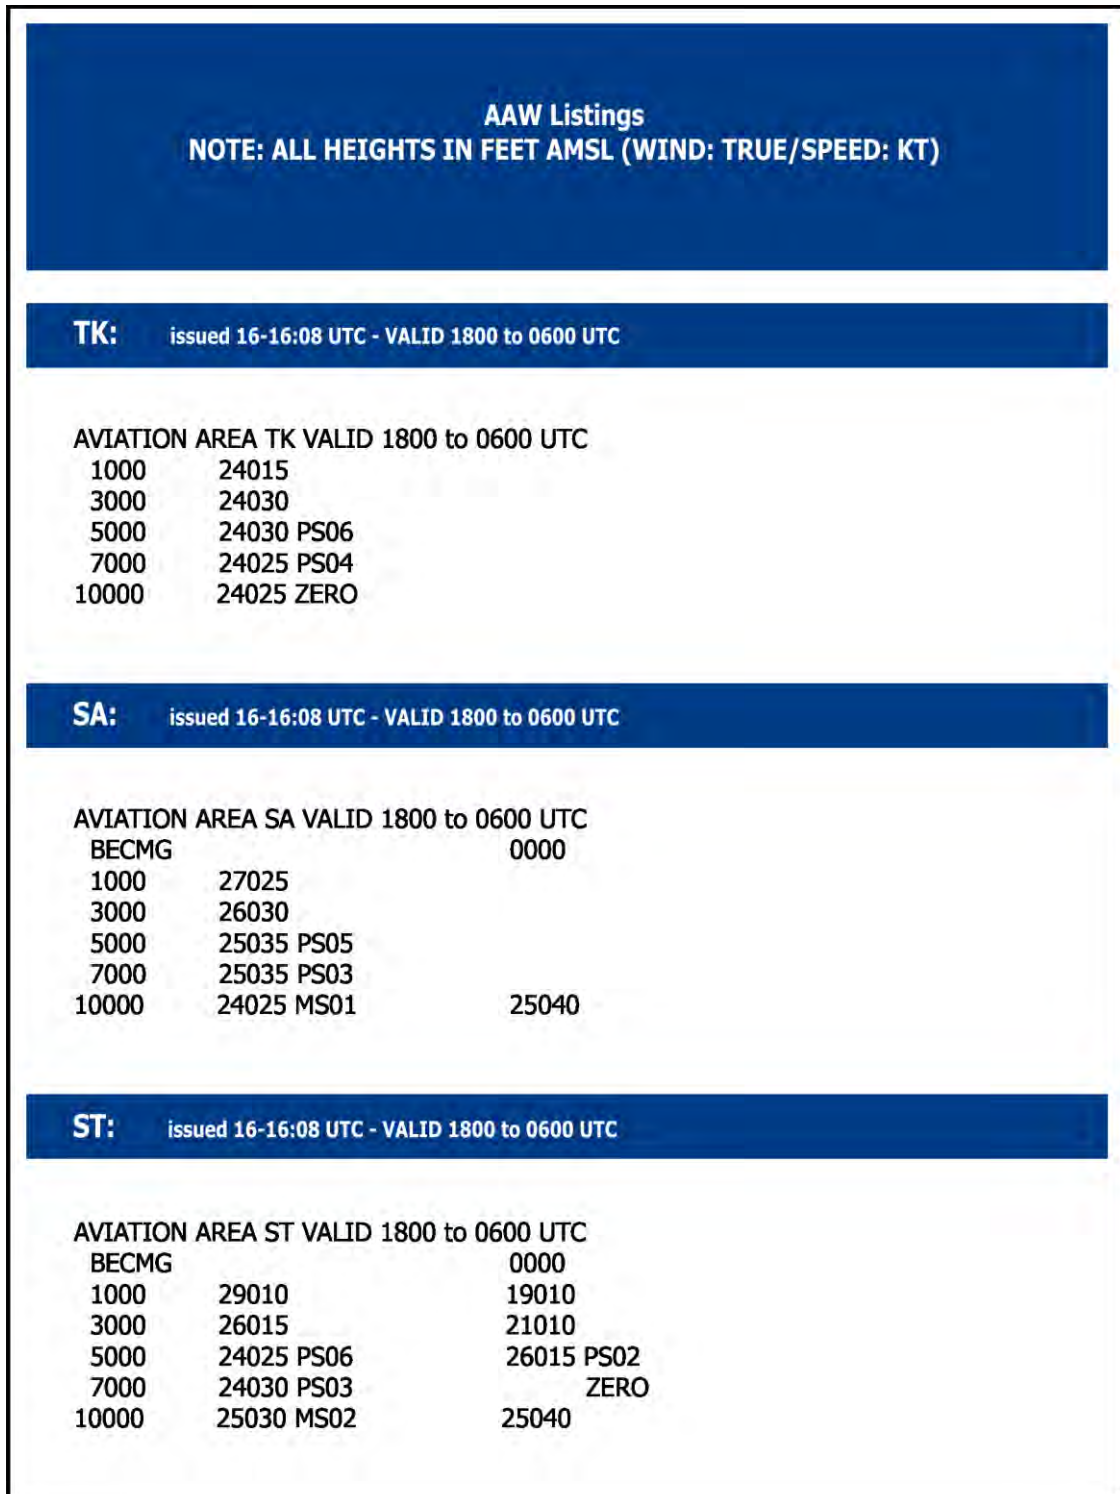 AAW Listings
NOTE: ALL HEIGHTS IN FEET AMSL (WIND: TRUE/SPEED: KT)
TK: issued 16-16:08 UTC - VALID 1800 to 0600 UTC
AVIATION AREA TK VALID 1800 to 0600 UTC
1000 24015
3000 24030
5000 24030 PS06
7000 24025 PS04
10000 24025 ZERO
SA: issued 16-16:08 UTC - VALID 1800 to 0600 UTC
AVIATION AREA SA VALID 1800 to 0600 UTC
BECMG 0000
1000 27025
3000 26030
5000 25035 PS05
7000 25035 PS03
10000 24025 MS01 25040
ST: issued 16-16:08 UTC - VALID 1800 to 0600 UTC
AVIATION AREA ST VALID 1800 to 0600 UTC
BECMG 0000
1000 29010 19010
3000 26015 21010
5000 24025 PS06 26015 PS02
7000 24030 PS03 ZERO
10000 25030 MS02 25040